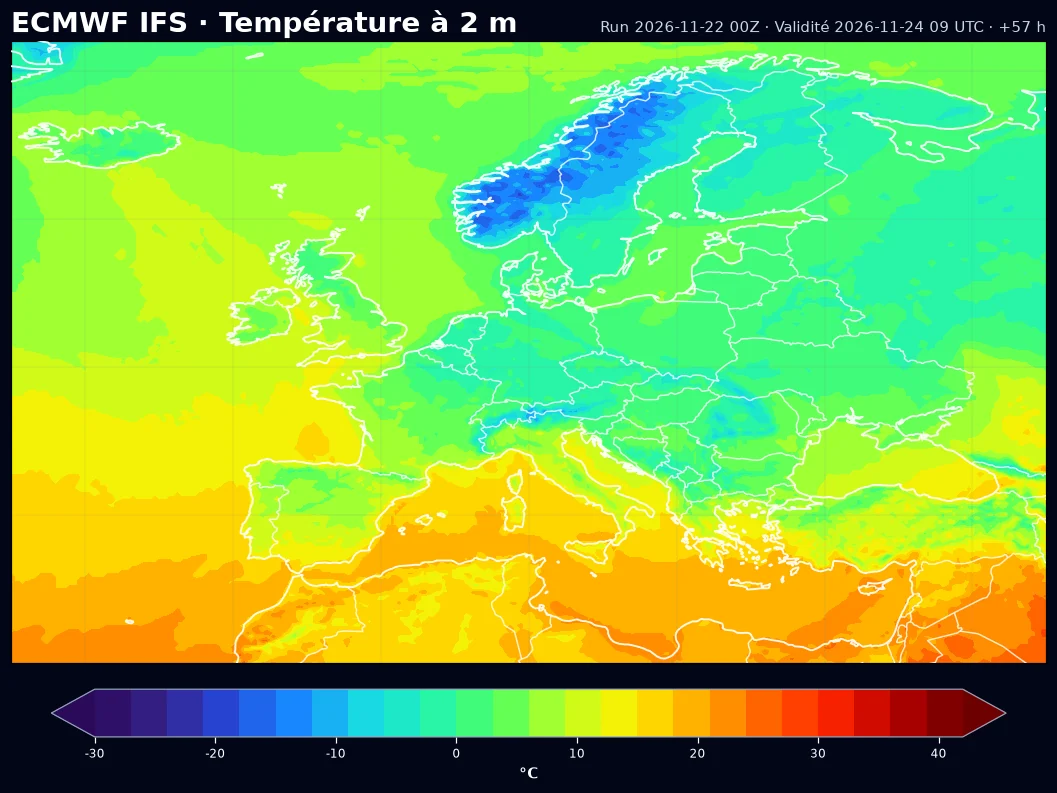 ECMWF IFS · Température à 2 m
Run 2026-11-22 00Z · Validité 2026-11-24 09 UTC · +57 h
-30 -20 -10 0 10 20 30 40
°C